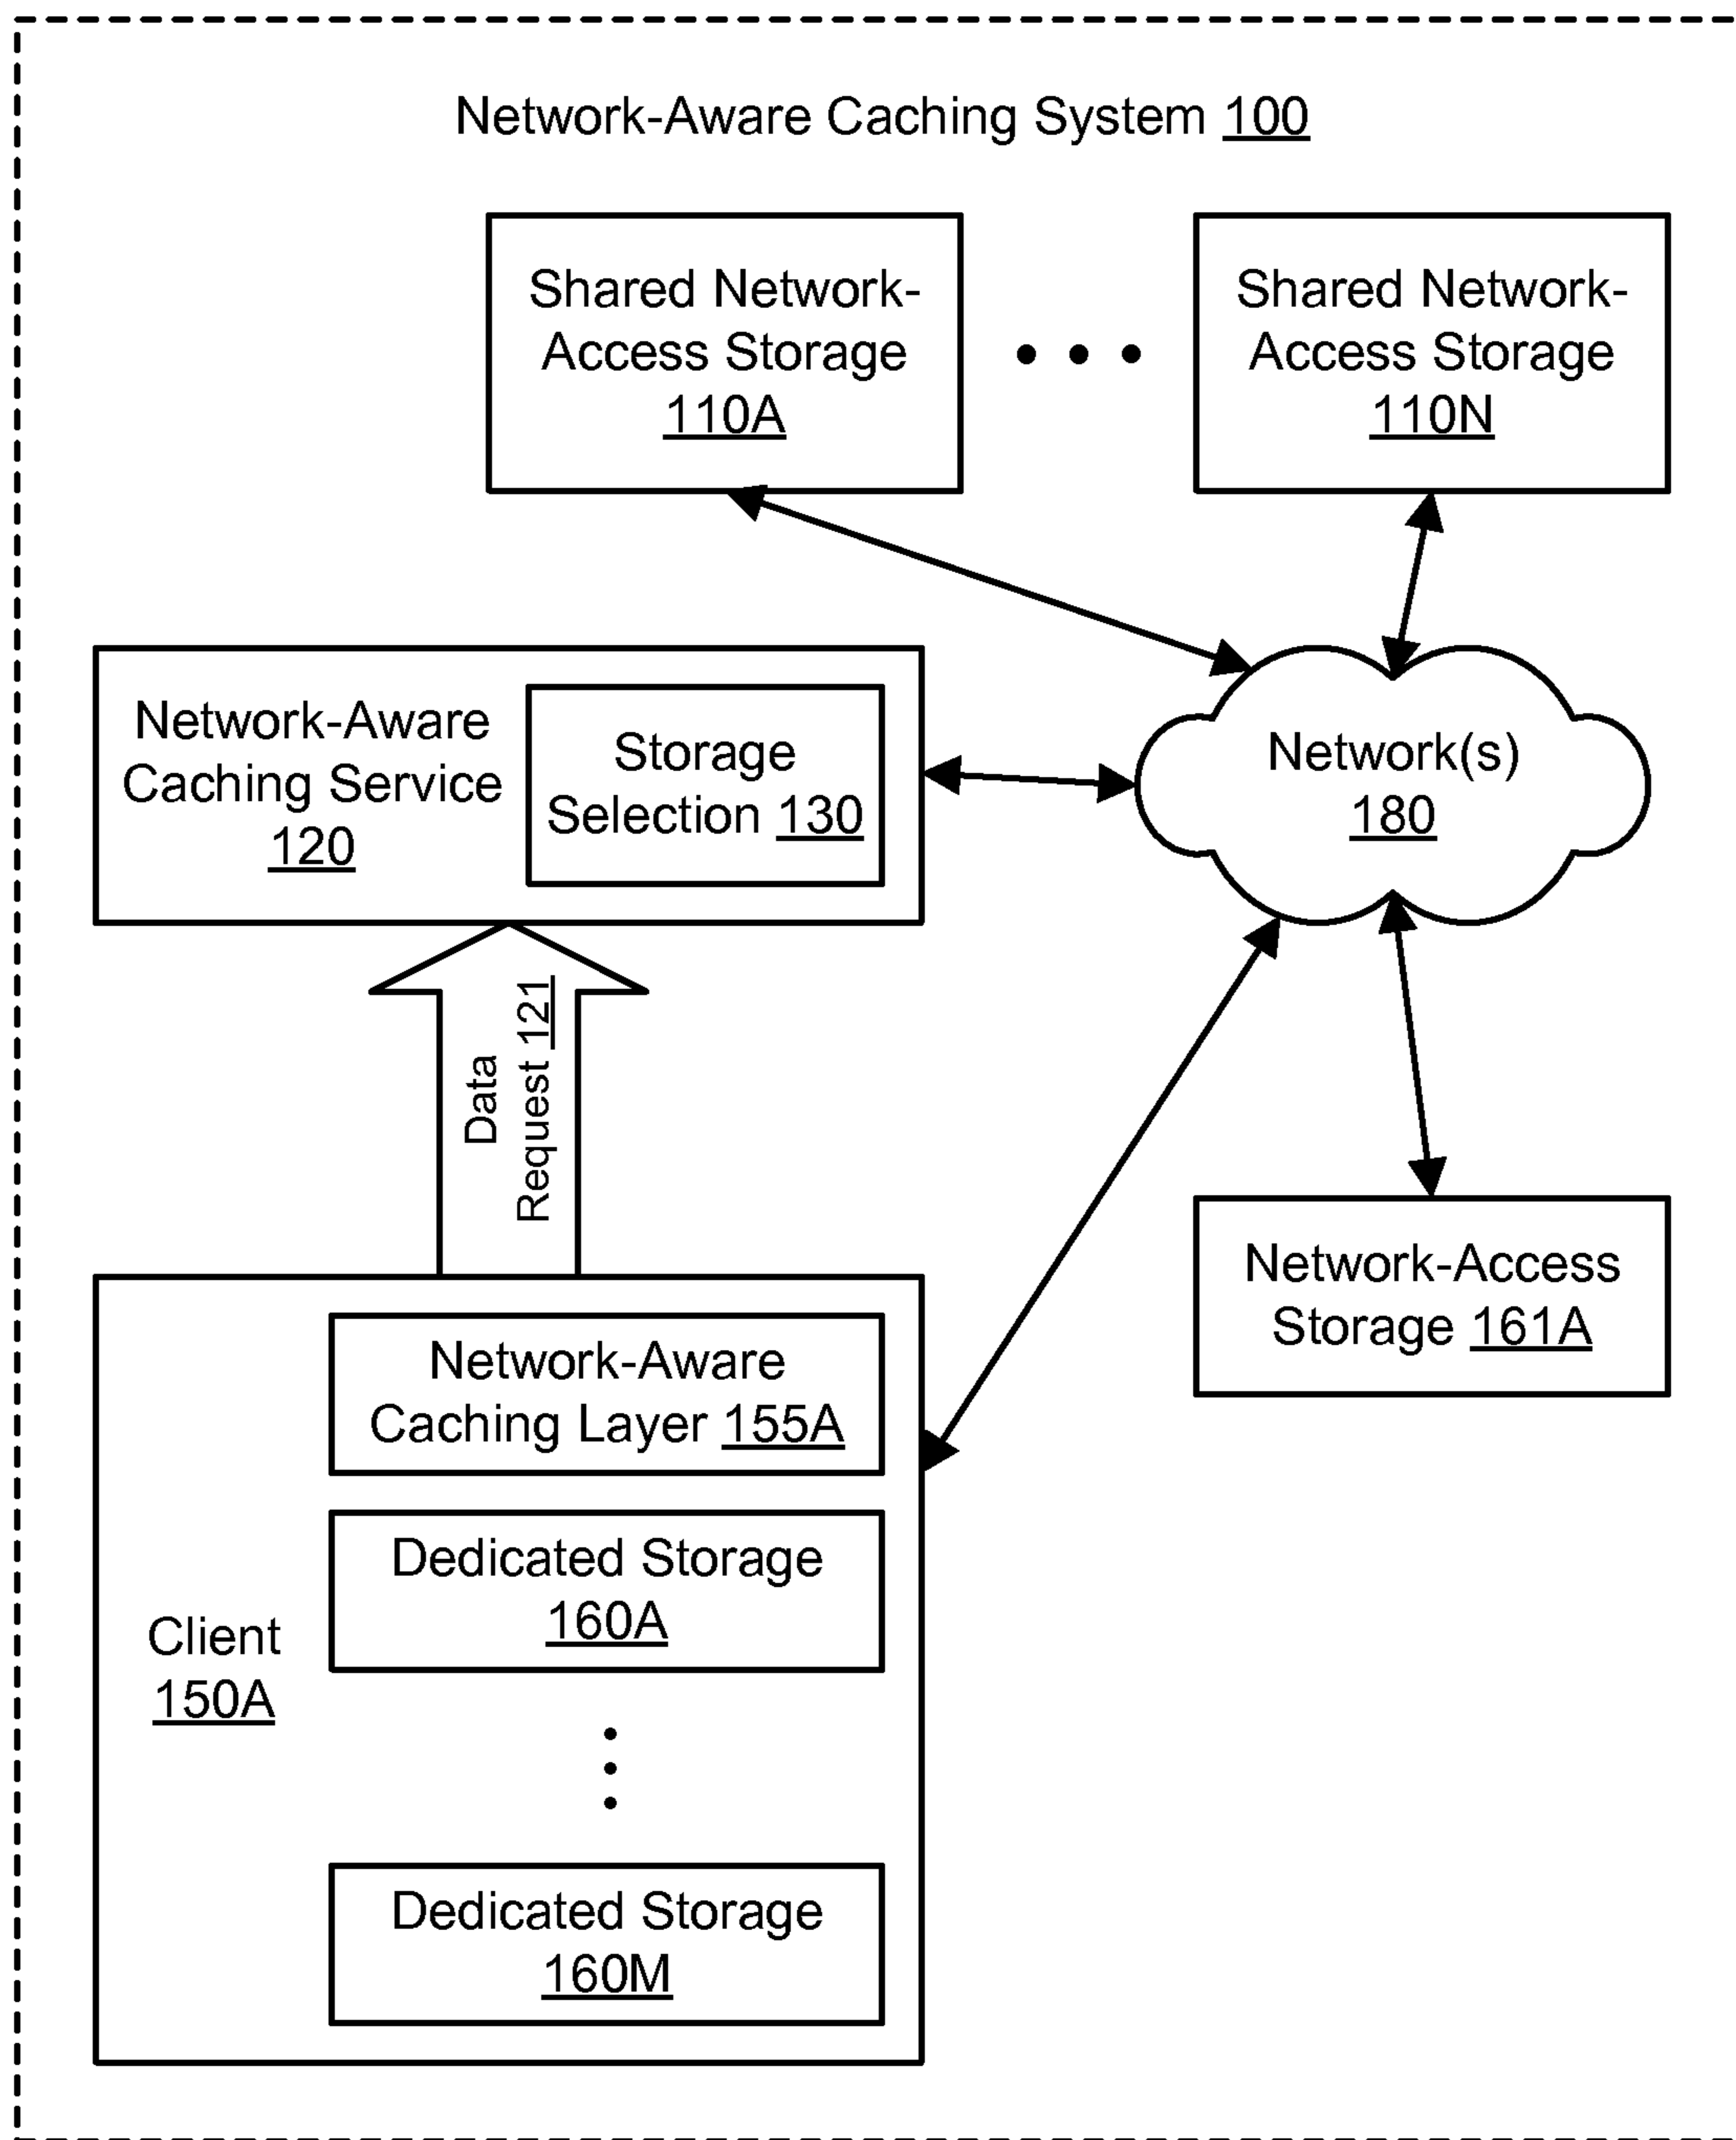 Network-Aware Caching System 100
Shared Network-
Access Storage
110A
Shared Network-
Access Storage
110N
Network-Aware
Caching Service
120
Storage
Selection 130
Network(s)
180
Data
Request 121
Network-Access
Storage 161A
Network-Aware
Caching Layer 155A
Dedicated Storage
160A
Client
150A
Dedicated Storage
160M